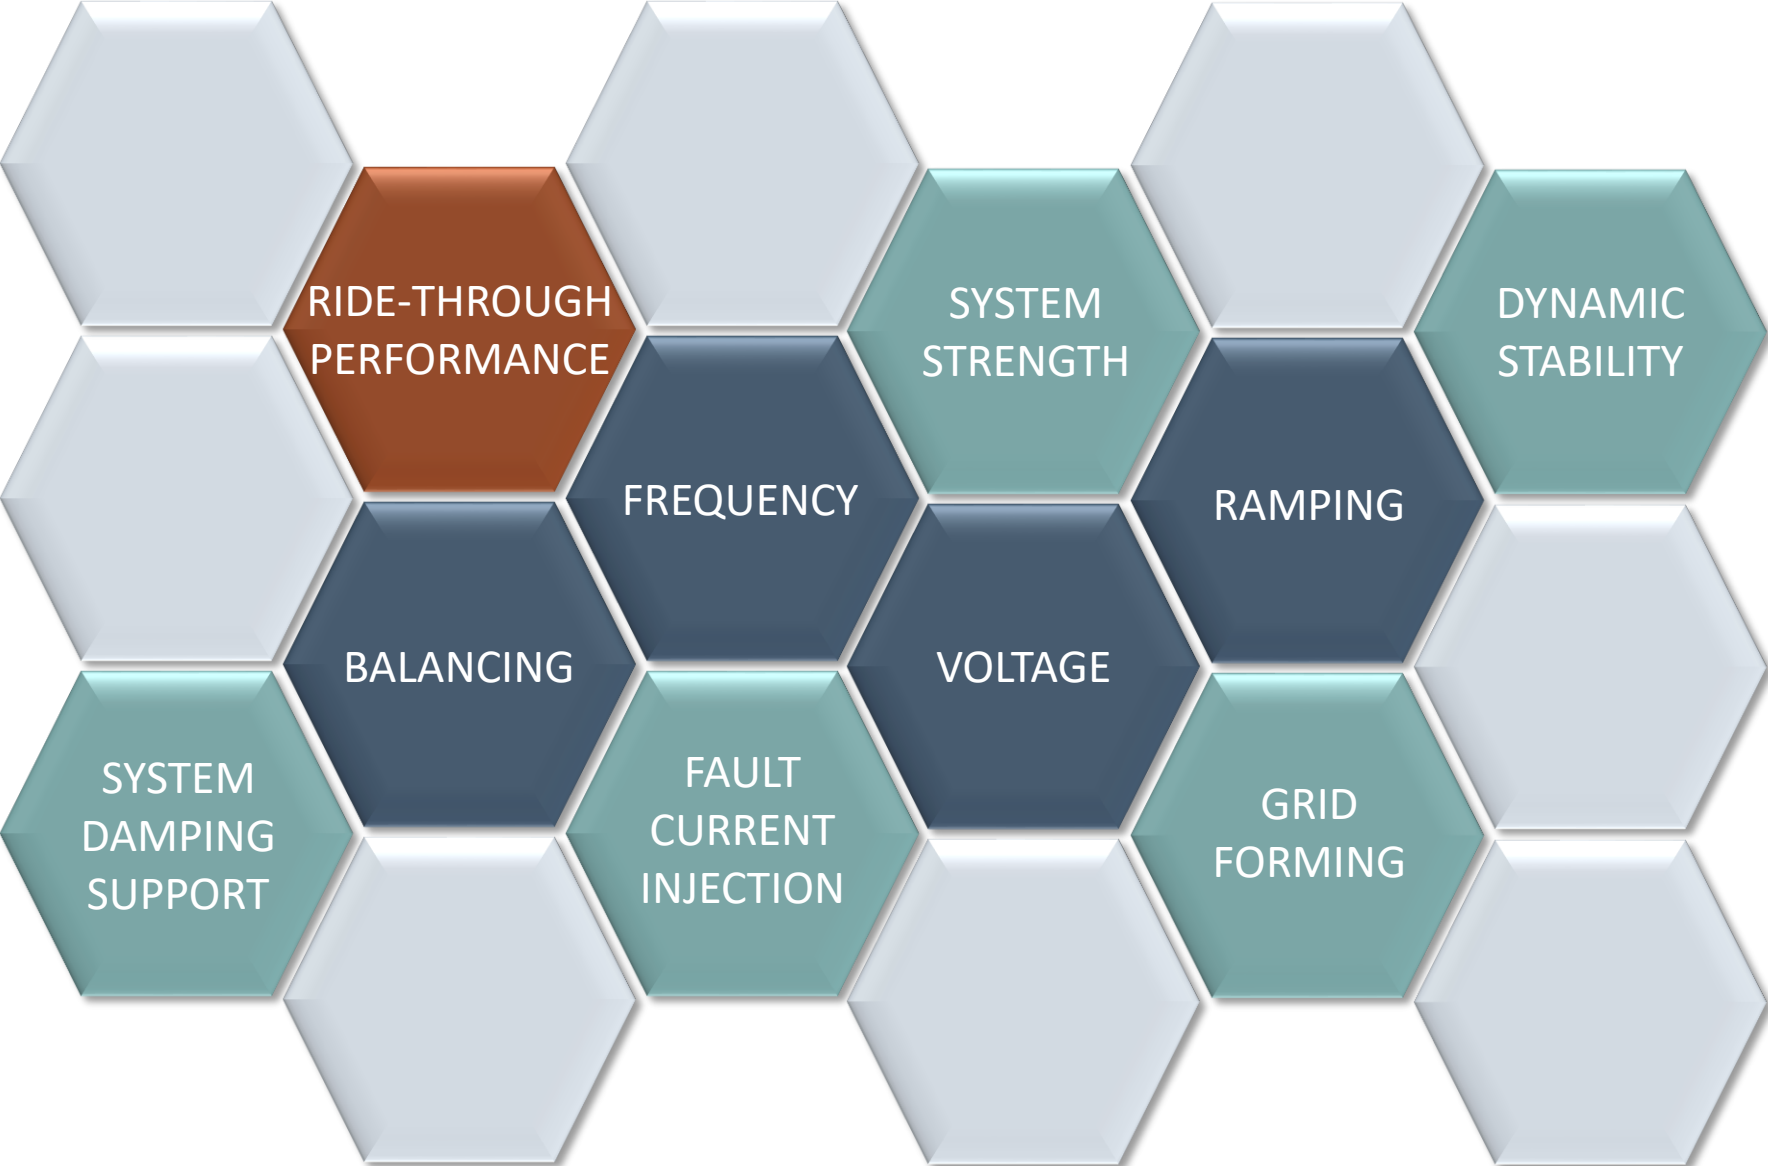 RIDE-THROUGH
PERFORMANCE
SYSTEM
STRENGTH
DYNAMIC
STABILITY
FREQUENCY
RAMPING
BALANCING
VOLTAGE
SYSTEM
DAMPING
SUPPORT
FAULT
CURRENT
INJECTION
GRID
FORMING